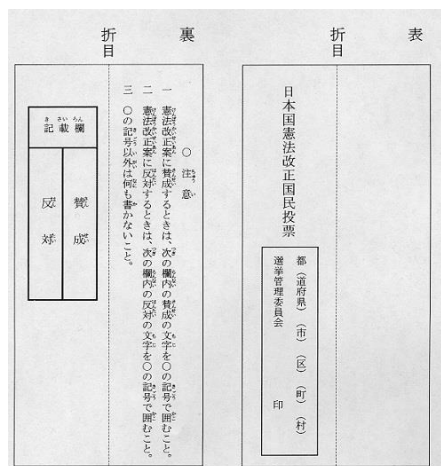 表
折目
日本国憲法改正国民投票
都（道府県）（市）（区）（町）（村）
選挙管理委員会 印
裏
折目
○ 注意
一 憲法改正案に賛成するときは、次の欄内の賛成の文字を○の記号で囲むこと。
二 憲法改正案に反対するときは、次の欄内の反対の文字を○の記号で囲むこと。
三 ○の記号以外は何も書かないこと。
記載欄
賛成
反対